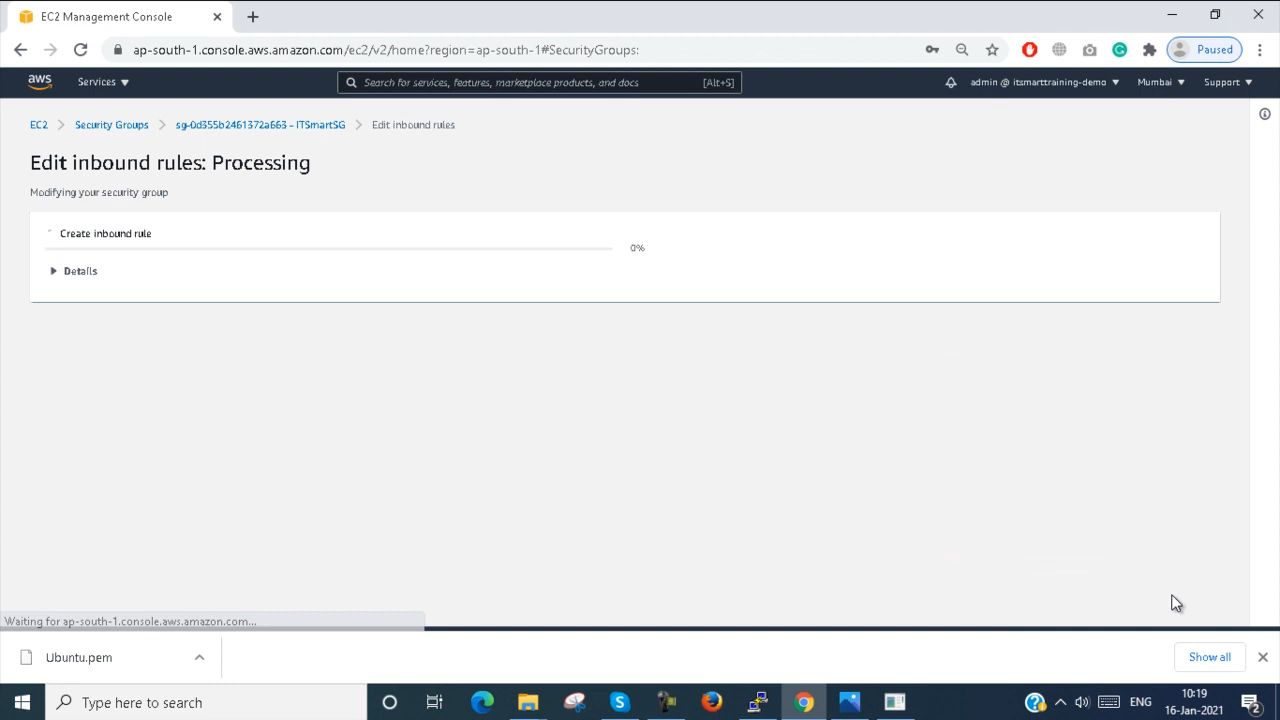 EC2 Management Console
ap-south-1.console.aws.amazon.com/ec2/v2/home?region=ap-south-1#SecurityGroups:
Paused
aws
Services
Search for services, features, marketplace products, and docs
[Alt+S]
admin @ itsmarttraining-demo
Mumbai
Support
EC2
Security Groups
sg-0d355b2461372a663 - ITSmartSG
Edit inbound rules
Edit inbound rules: Processing
Modifying your security group
Create inbound rule
0%
Details
Waiting for ap-south-1.console.aws.amazon.com...
Ubuntu.pem
Show all
Type here to search
ENG
10:19
16-Jan-2021
2